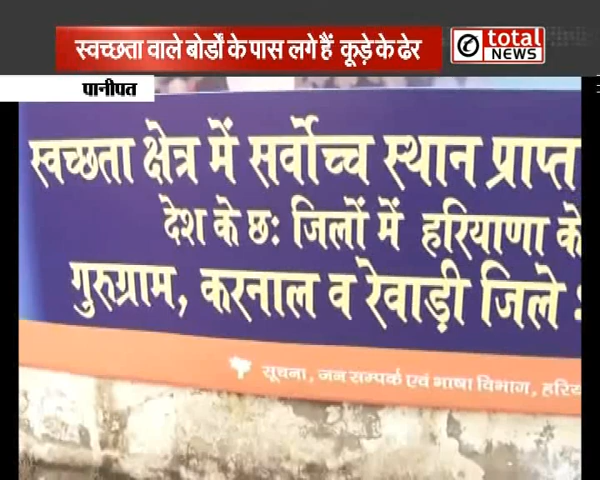 स्वच्छता वाले बोर्डों के पास लगे हैं कूड़े के ढेर
total
NEWS
पानीपत
स्वच्छता क्षेत्र में सर्वोच्च स्थान प्राप्त
देश के छः जिलों में हरियाणा के
गुरुग्राम, करनाल व रेवाड़ी जिले
सूचना, जन सम्पर्क एवं भाषा विभाग,